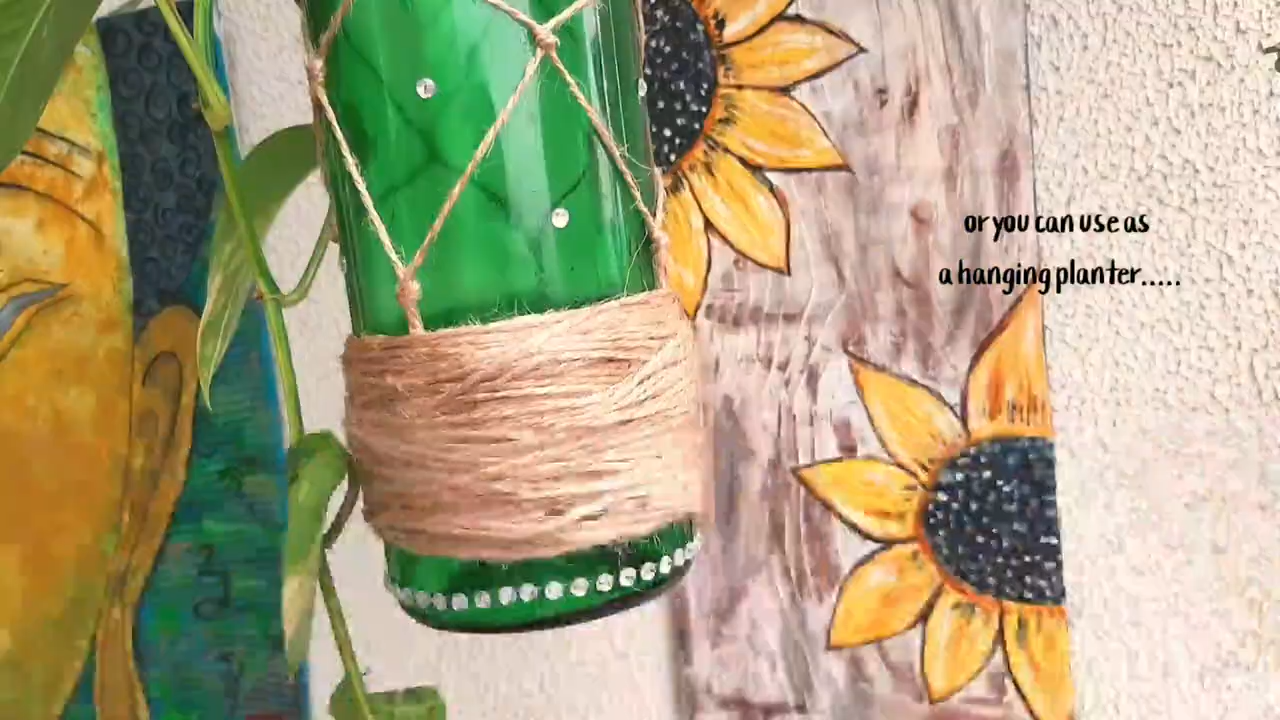 or you can use as
a hanging planter.....